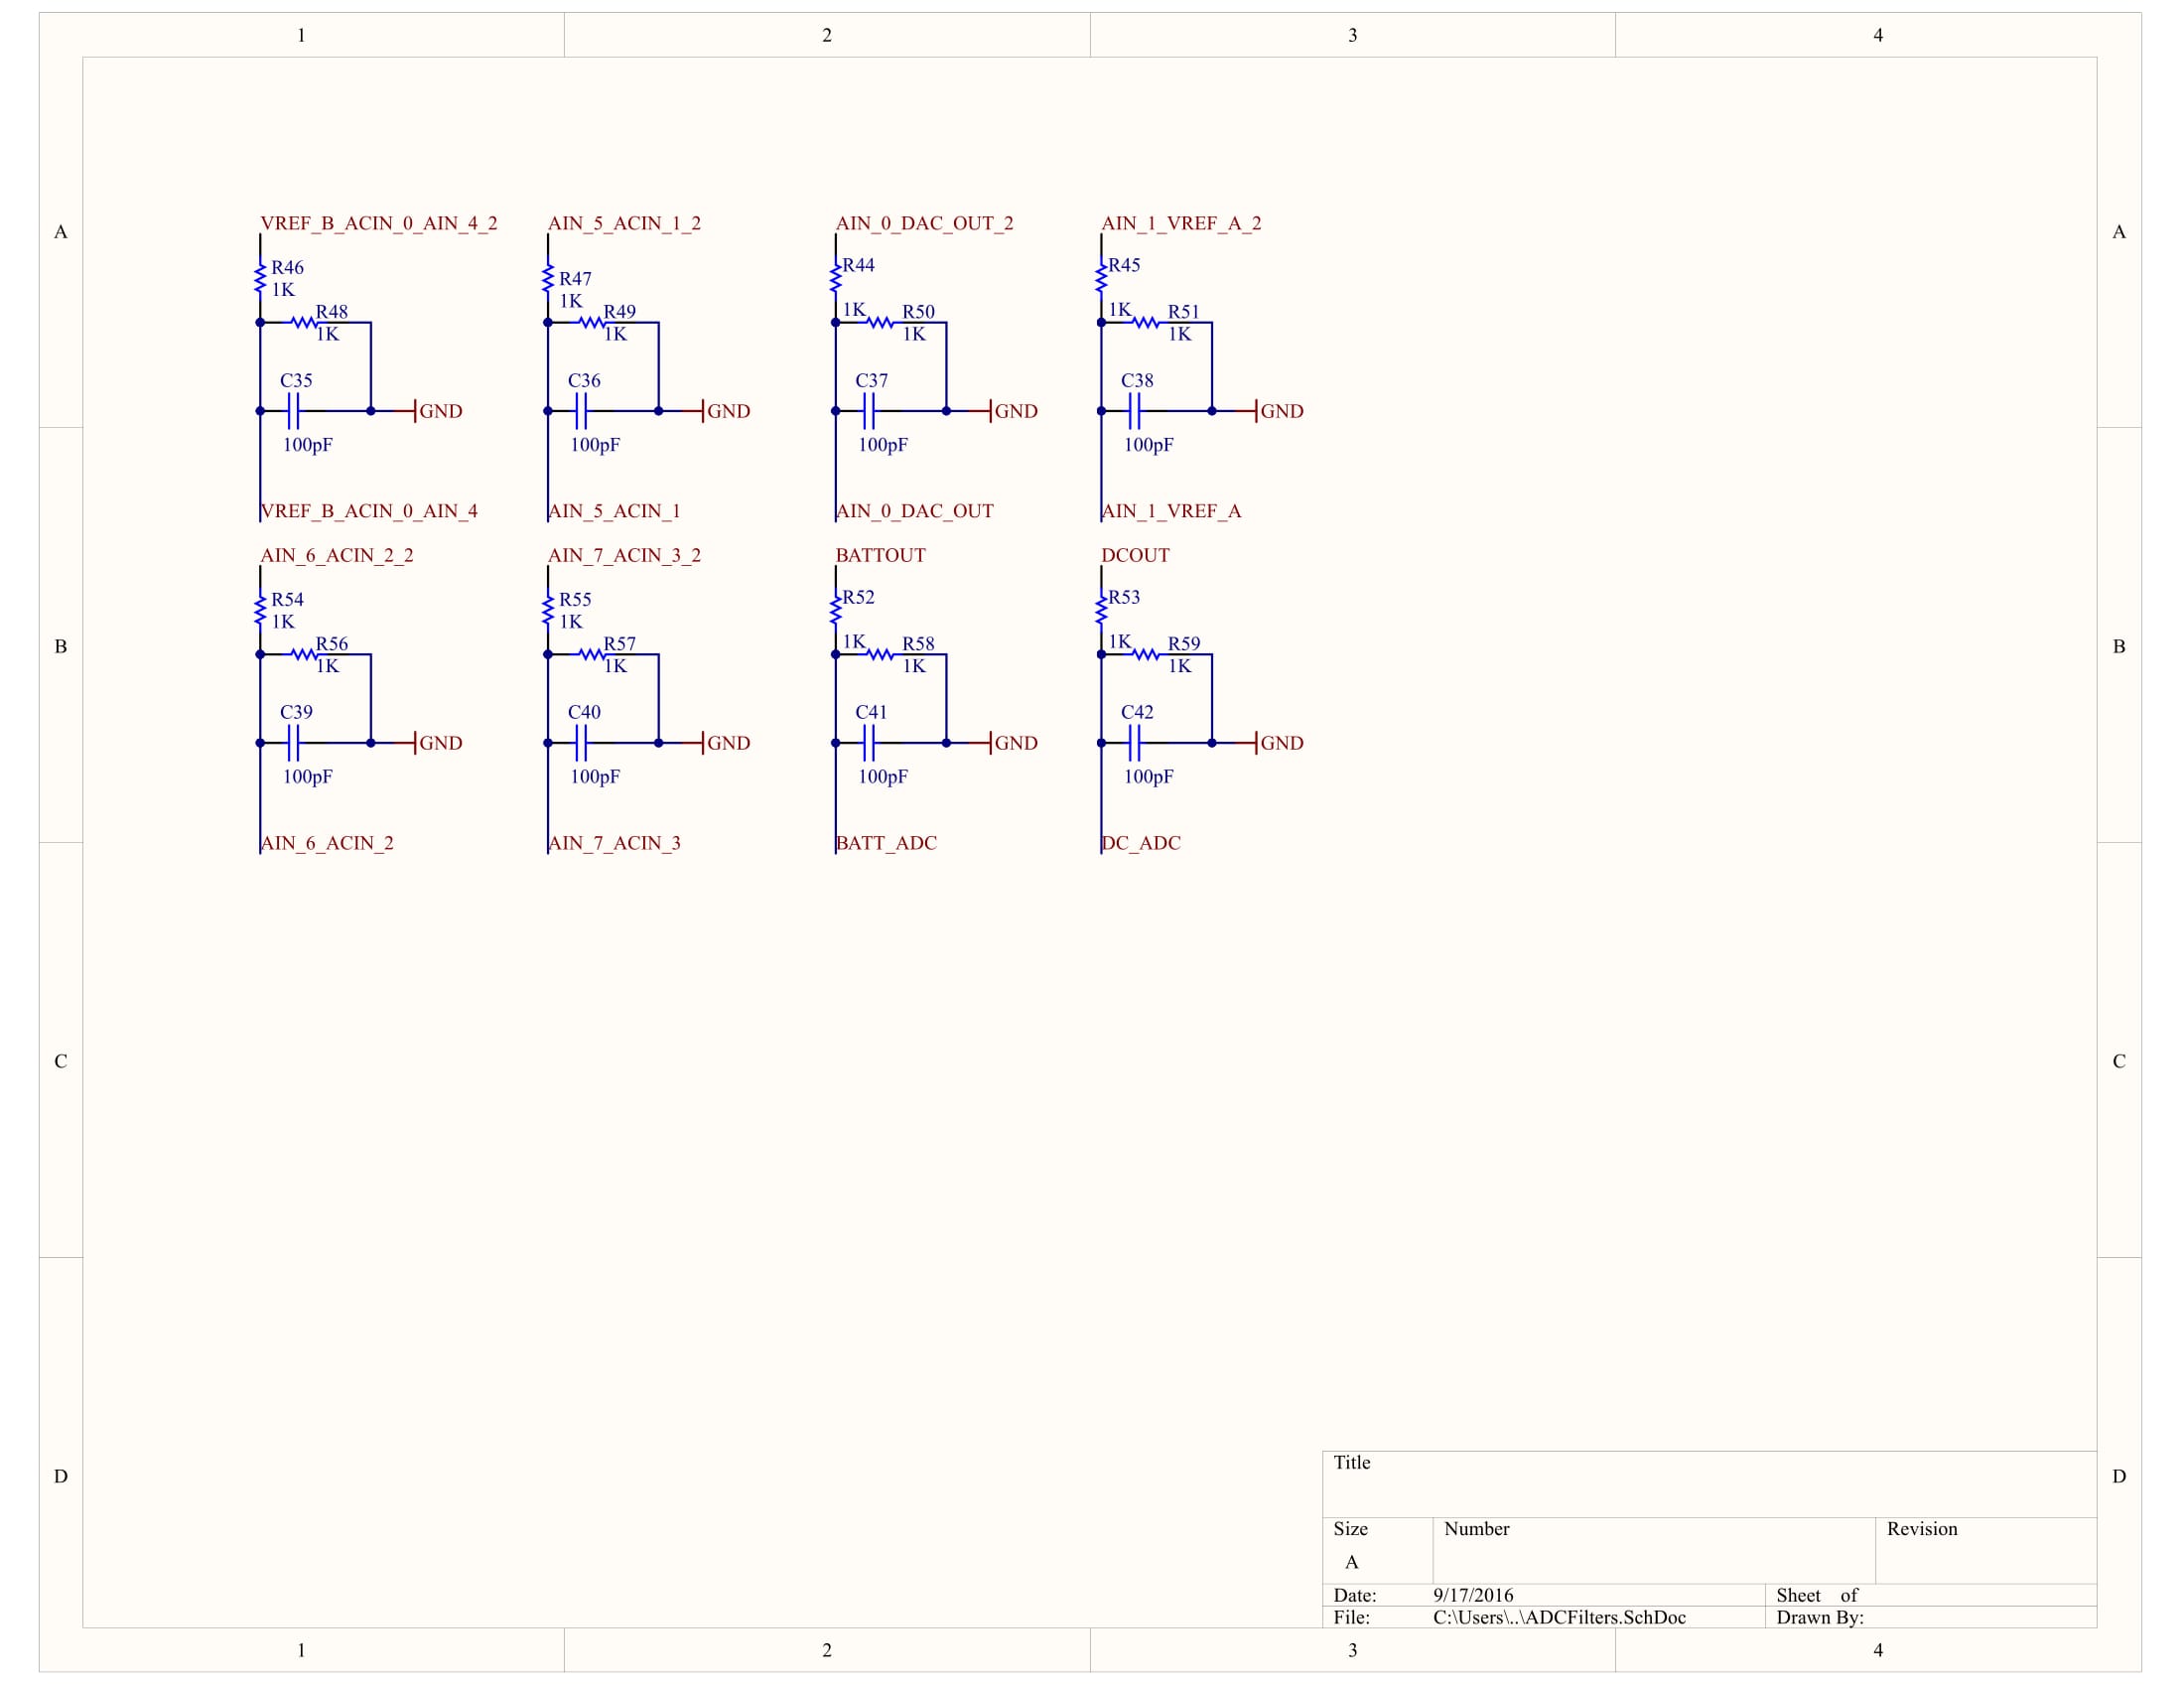 1 2 3 4
A A
VREF_B_ACIN_0_AIN_4_2 AIN_5_ACIN_1_2 AIN_0_DAC_OUT_2 AIN_1_VREF_A_2
R46 R47 R44 R45
1K 1K 1K 1K
R48 R49 R50 R51
1K 1K 1K 1K
C35 C36 C37 C38
GND GND GND GND
100pF 100pF 100pF 100pF
VREF_B_ACIN_0_AIN_4 AIN_5_ACIN_1 AIN_0_DAC_OUT AIN_1_VREF_A
AIN_6_ACIN_2_2 AIN_7_ACIN_3_2 BATTOUT DCOUT
R54 R55 R52 R53
1K 1K 1K 1K
B B
R56 R57 R58 R59
1K 1K 1K 1K
C39 C40 C41 C42
GND GND GND GND
100pF 100pF 100pF 100pF
AIN_6_ACIN_2 AIN_7_ACIN_3 BATT_ADC DC_ADC
C C
D D
Title
Size Number Revision
A
Date: 9/17/2016 Sheet of
File: C:\Users\..\ADCFilters.SchDoc Drawn By:
1 2 3 4